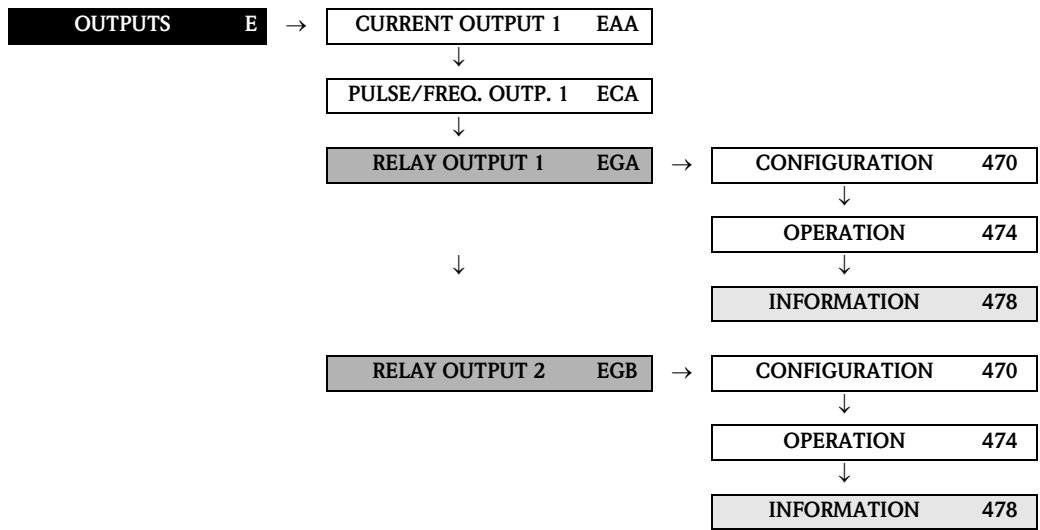 OUTPUTS E → CURRENT OUTPUT 1 EAA
↓
PULSE/FREQ. OUTP. 1 ECA
↓
RELAY OUTPUT 1 EGA → CONFIGURATION 470
↓
OPERATION 474
↓ ↓
INFORMATION 478
RELAY OUTPUT 2 EGB → CONFIGURATION 470
↓
OPERATION 474
↓
INFORMATION 478